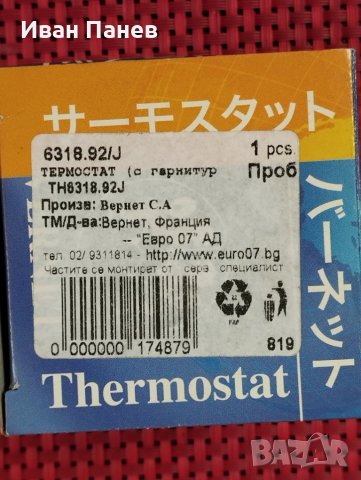 Иван Панев
サーモスタット
バーネット
6318.92/J 1 pcs
ТЕРМОСТАТ (с гарнитур Проб
TH6318.92J
Произв: Вернет С.А
ТМ/Д-ва: Вернет, Франция
-- "Евро 07" АД
тел. 02/ 9311814 - http://www.euro07.bg
Частите се монтират от серв специалист
PAP
0 000000 174879
819
Thermostat
BAZAR